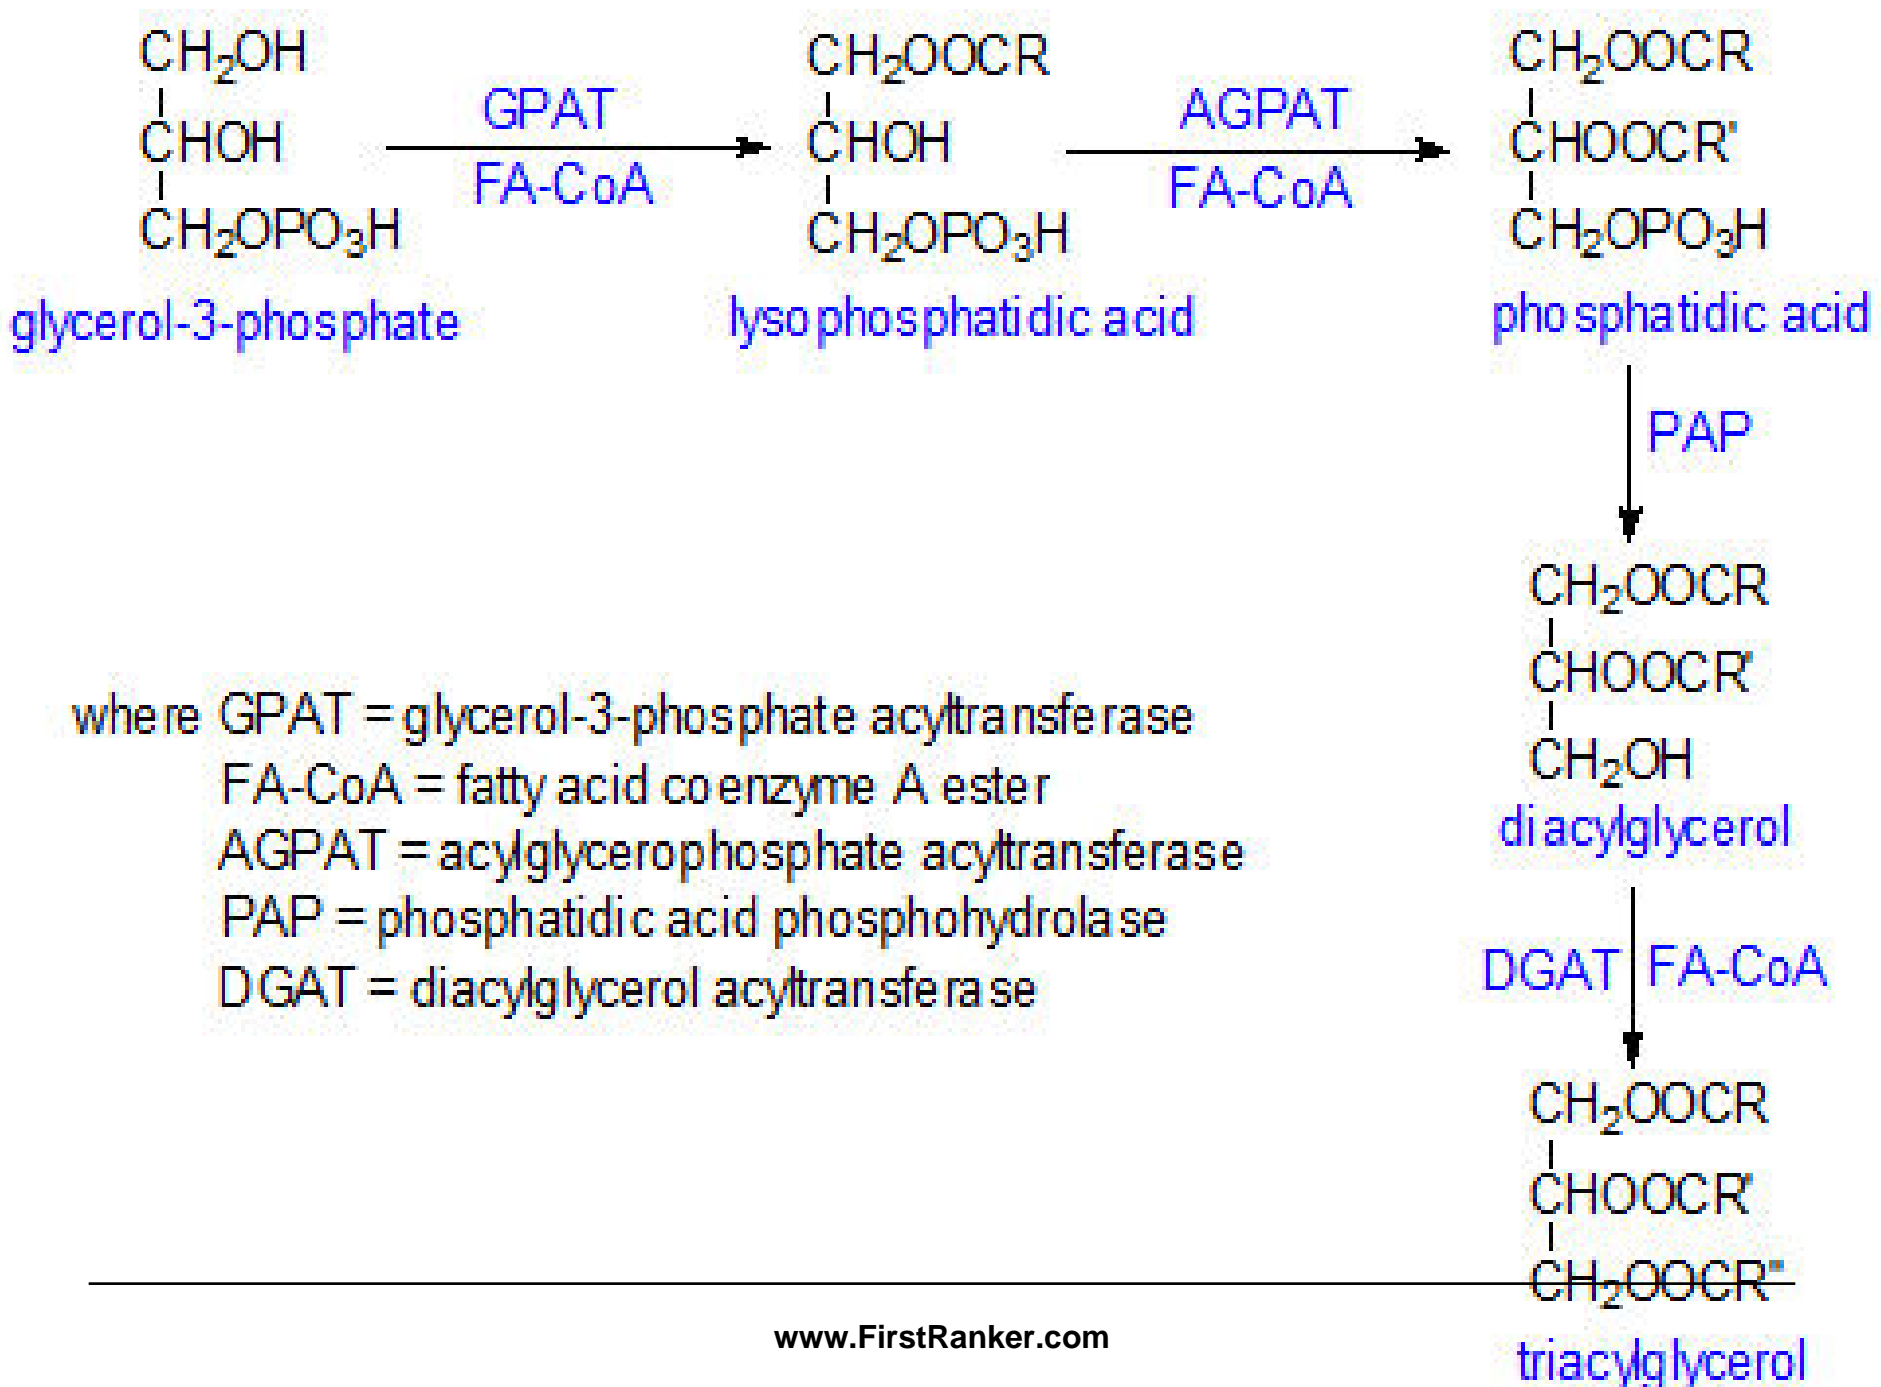 CH₂OH
CHOH
CH₂OPO₃H
glycerol-3-phosphate
GPAT
FA-CoA
CH₂OOCR
CHOH
CH₂OPO₃H
lysophosphatidic acid
AGPAT
FA-CoA
CH₂OOCR
CHOOCR'
CH₂OPO₃H
phosphatidic acid
PAP
CH₂OOCR
CHOOCR'
CH₂OH
diacylglycerol
where GPAT = glycerol-3-phosphate acyltransferase
FA-CoA = fatty acid coenzyme A ester
AGPAT = acylglycerophosphate acyltransferase
PAP = phosphatidic acid phosphohydrolase
DGAT = diacylglycerol acyltransferase
DGAT FA-CoA
CH₂OOCR
CHOOCR'
CH₂OOCR"
triacylglycerol
www.FirstRanker.com